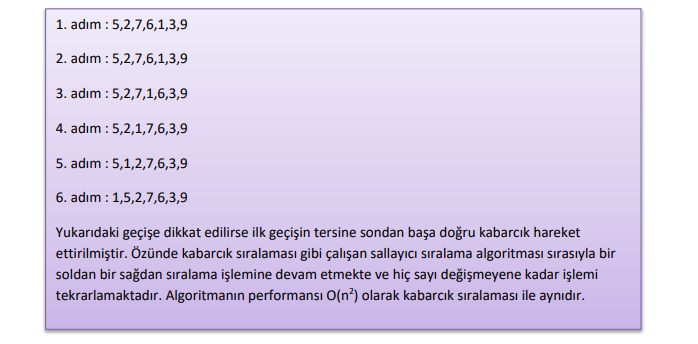 1. adım : 5,2,7,6,1,3,9
2. adım : 5,2,7,6,1,3,9
3. adım : 5,2,7,1,6,3,9
4. adım : 5,2,1,7,6,3,9
5. adım : 5,1,2,7,6,3,9
6. adım : 1,5,2,7,6,3,9
Yukarıdaki geçişe dikkat edilirse ilk geçişin tersine sondan başa doğru kabarcık hareket
ettirilmiştir. Özünde kabarcık sıralaması gibi çalışan sallayıcı sıralama algoritması sırasıyla bir
soldan bir sağdan sıralama işlemine devam etmekte ve hiç sayı değişmeyene kadar işlemi
tekrarlamaktadır. Algoritmanın performansı O(n²) olarak kabarcık sıralaması ile aynıdır.